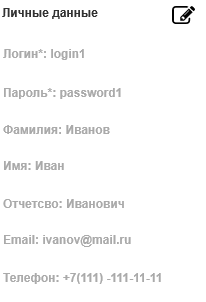 Личные данные
Логин*: login1
Пароль*: password1
Фамилия: Иванов
Имя: Иван
Отчетсво: Иванович
Email: ivanov@mail.ru
Телефон: +7(111) -111-11-11